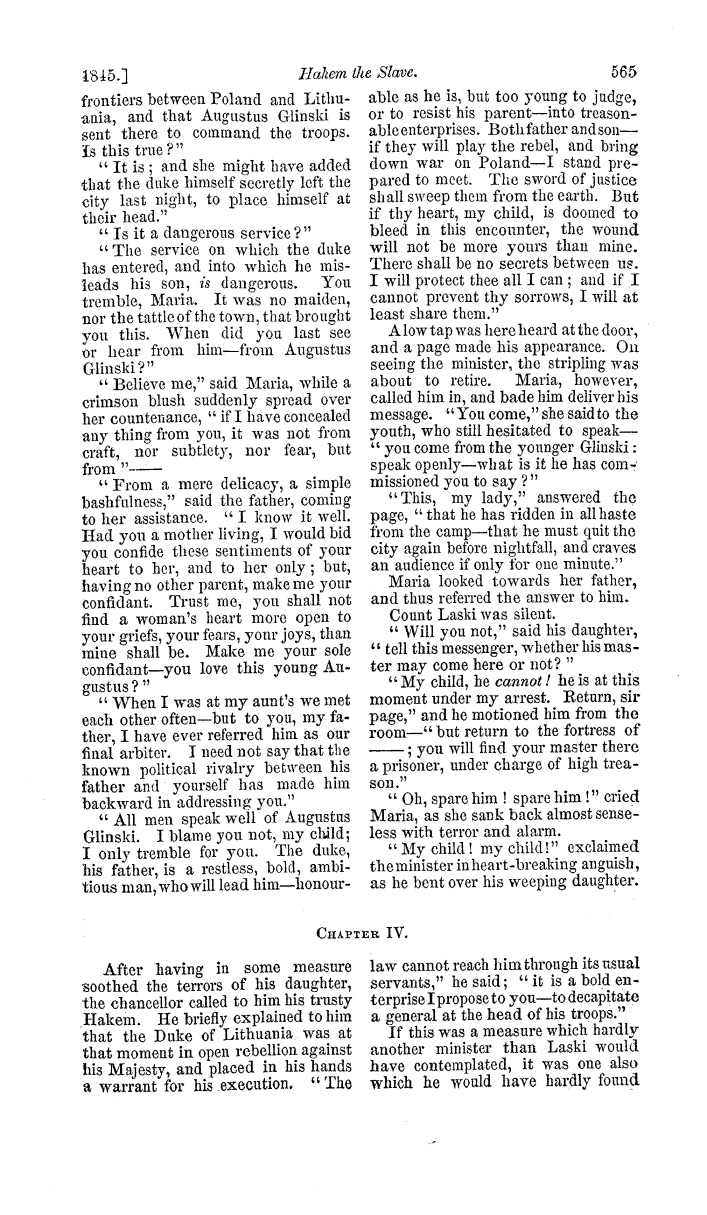 1845.] Hakem the Slave. 565
frontiers between Poland and Lithu-
ania, and that Augustus Glinski is
sent there to command the troops.
Is this true?"
"It is; and she might have added
that the duke himself secretly left the
city last night, to place himself at
their head."
"Is it a dangerous service?"
"The service on which the duke
has entered, and into which he mis-
leads his son, is dangerous. You
tremble, Maria. It was no maiden,
nor the tattle of the town, that brought
you this. When did you last see
or hear from him—from Augustus
Glinski?"
"Believe me," said Maria, while a
crimson blush suddenly spread over
her countenance, "if I have concealed
any thing from you, it was not from
craft, nor subtlety, nor fear, but
from"——
"From a mere delicacy, a simple
bashfulness," said the father, coming
to her assistance. "I know it well.
Had you a mother living, I would bid
you confide these sentiments of your
heart to her, and to her only; but,
having no other parent, make me your
confidant. Trust me, you shall not
find a woman's heart more open to
your griefs, your fears, your joys, than
mine shall be. Make me your sole
confidant—you love this young Au-
gustus?"
"When I was at my aunt's we met
each other often—but to you, my fa-
ther, I have ever referred him as our
final arbiter. I need not say that the
known political rivalry between his
father and yourself has made him
backward in addressing you."
"All men speak well of Augustus
Glinski. I blame you not, my child;
I only tremble for you. The duke,
his father, is a restless, bold, ambi-
tious man, who will lead him—honour-
able as he is, but too young to judge,
or to resist his parent—into treason-
able enterprises. Both father and son—
if they will play the rebel, and bring
down war on Poland—I stand pre-
pared to meet. The sword of justice
shall sweep them from the earth. But
if thy heart, my child, is doomed to
bleed in this encounter, the wound
will not be more yours than mine.
There shall be no secrets between us.
I will protect thee all I can; and if I
cannot prevent thy sorrows, I will at
least share them."
A low tap was here heard at the door,
and a page made his appearance. On
seeing the minister, the stripling was
about to retire. Maria, however,
called him in, and bade him deliver his
message. "You come," she said to the
youth, who still hesitated to speak—
"you come from the younger Glinski:
speak openly—what is it he has com-
missioned you to say?"
"This, my lady," answered the
page, "that he has ridden in all haste
from the camp—that he must quit the
city again before nightfall, and craves
an audience if only for one minute."
Maria looked towards her father,
and thus referred the answer to him.
Count Laski was silent.
"Will you not," said his daughter,
"tell this messenger, whether his mas-
ter may come here or not?"
"My child, he cannot! he is at this
moment under my arrest. Return, sir
page," and he motioned him from the
room—"but return to the fortress of
——; you will find your master there
a prisoner, under charge of high trea-
son."
"Oh, spare him! spare him!" cried
Maria, as she sank back almost sense-
less with terror and alarm.
"My child! my child!" exclaimed
the minister in heart-breaking anguish,
as he bent over his weeping daughter.
CHAPTER IV.
After having in some measure
soothed the terrors of his daughter,
the chancellor called to him his trusty
Hakem. He briefly explained to him
that the Duke of Lithuania was at
that moment in open rebellion against
his Majesty, and placed in his hands
a warrant for his execution. "The
law cannot reach him through its usual
servants," he said; "it is a bold en-
terprise I propose to you—to decapitate
a general at the head of his troops."
If this was a measure which hardly
another minister than Laski would
have contemplated, it was one also
which he would have hardly found